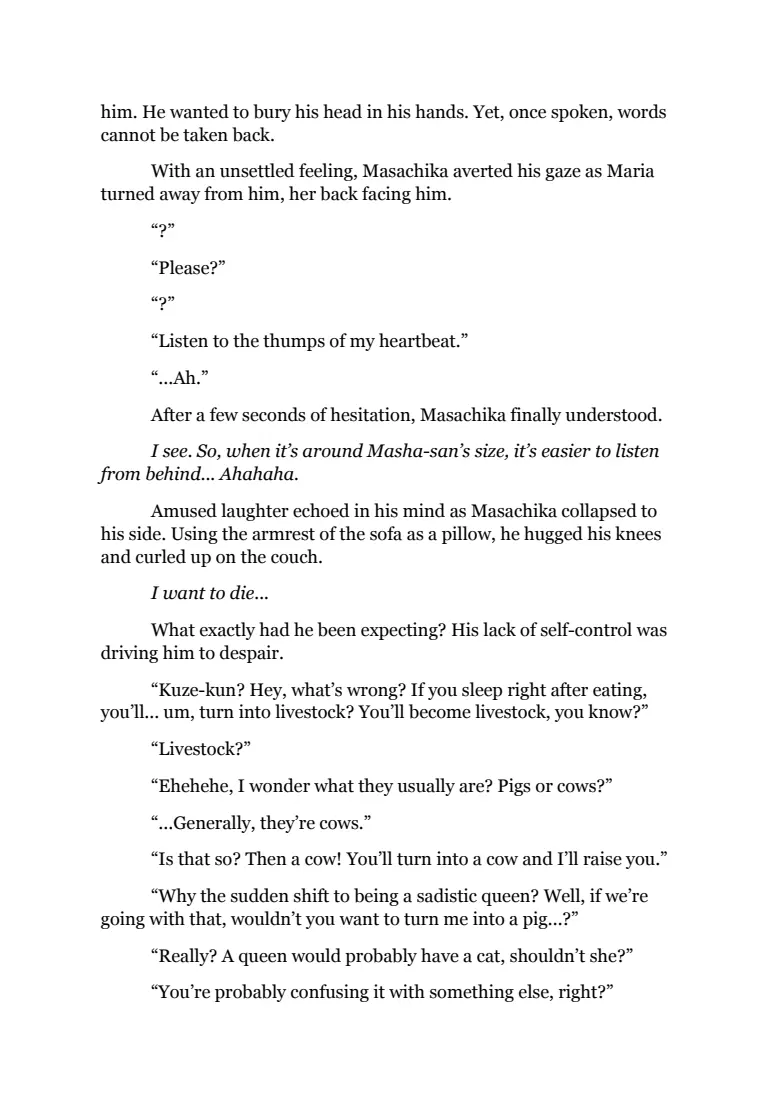 him. He wanted to bury his head in his hands. Yet, once spoken, words
cannot be taken back.
With an unsettled feeling, Masachika averted his gaze as Maria
turned away from him, her back facing him.
“?”
“Please?”
“?”
“Listen to the thumps of my heartbeat.”
“...Ah.”
After a few seconds of hesitation, Masachika finally understood.
I see. So, when it’s around Masha-san’s size, it’s easier to listen
from behind... Ahahaha.
Amused laughter echoed in his mind as Masachika collapsed to
his side. Using the armrest of the sofa as a pillow, he hugged his knees
and curled up on the couch.
I want to die...
What exactly had he been expecting? His lack of self-control was
driving him to despair.
“Kuze-kun? Hey, what’s wrong? If you sleep right after eating,
you’ll... um, turn into livestock? You’ll become livestock, you know?”
“Livestock?”
“Ehehehe, I wonder what they usually are? Pigs or cows?”
“...Generally, they’re cows.”
“Is that so? Then a cow! You’ll turn into a cow and I’ll raise you.”
“Why the sudden shift to being a sadistic queen? Well, if we’re
going with that, wouldn’t you want to turn me into a pig...?”
“Really? A queen would probably have a cat, shouldn’t she?”
“You’re probably confusing it with something else, right?”